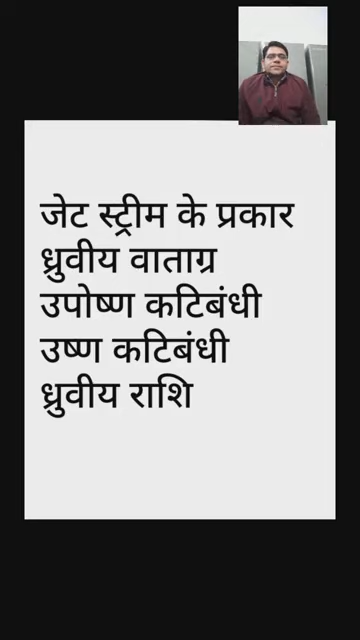 जेट स्ट्रीम के प्रकार
ध्रुवीय वाताग्र
उपोष्ण कटिबंधी
उष्ण कटिबंधी
ध्रुवीय राशि